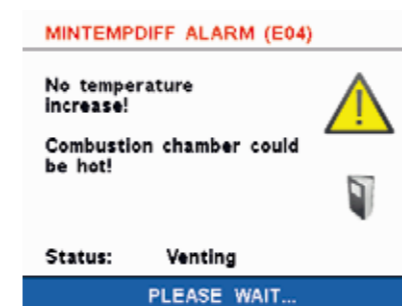 MINTEMPDIFF ALARM (E04)
No temperature
increase!
Combustion chamber could
be hot!
Status: Venting
PLEASE WAIT...